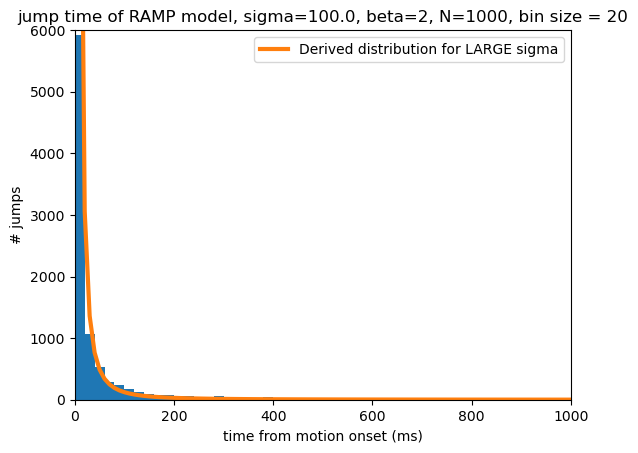 jump time of RAMP model, sigma=100.0, beta=2, N=1000, bin size = 20
Derived distribution for LARGE sigma
6000
5000
4000
3000
2000
1000
0
# jumps
0 200 400 600 800 1000
time from motion onset (ms)